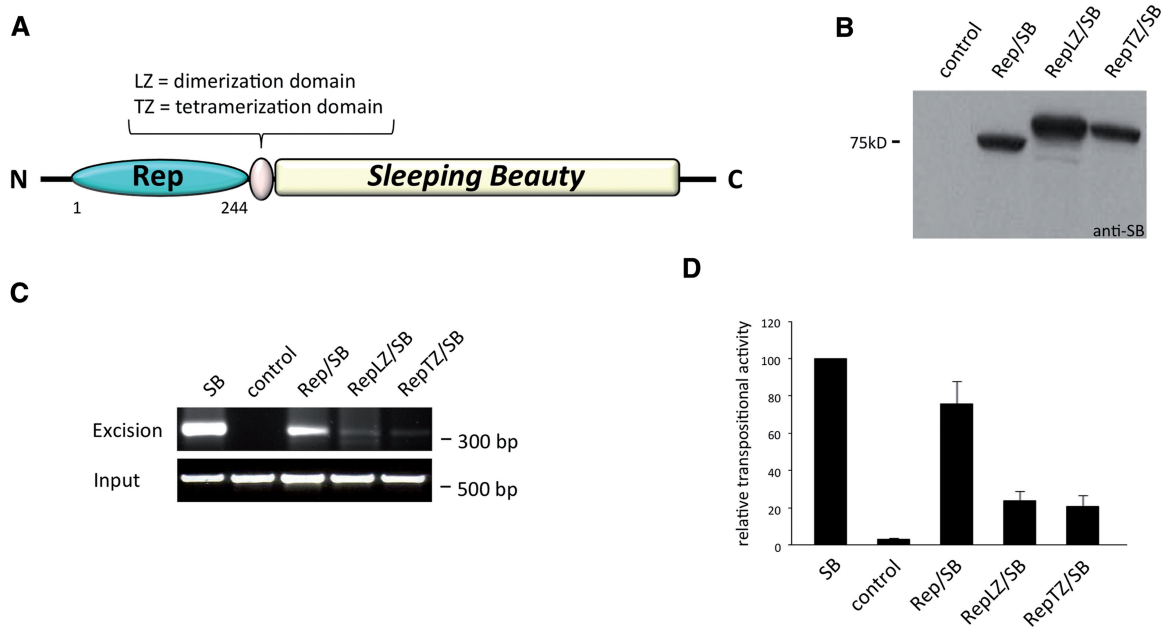 A
LZ = dimerization domain
TZ = tetramerization domain
N
Rep
Sleeping Beauty
C
1
244
B
control
Rep/SB
RepLZ/SB
RepTZ/SB
75kD
anti-SB
C
SB
control
Rep/SB
RepLZ/SB
RepTZ/SB
Excision
300 bp
Input
500 bp
D
relative transpositional activity
120
100
80
60
40
20
0
SB
control
Rep/SB
RepLZ/SB
RepTZ/SB